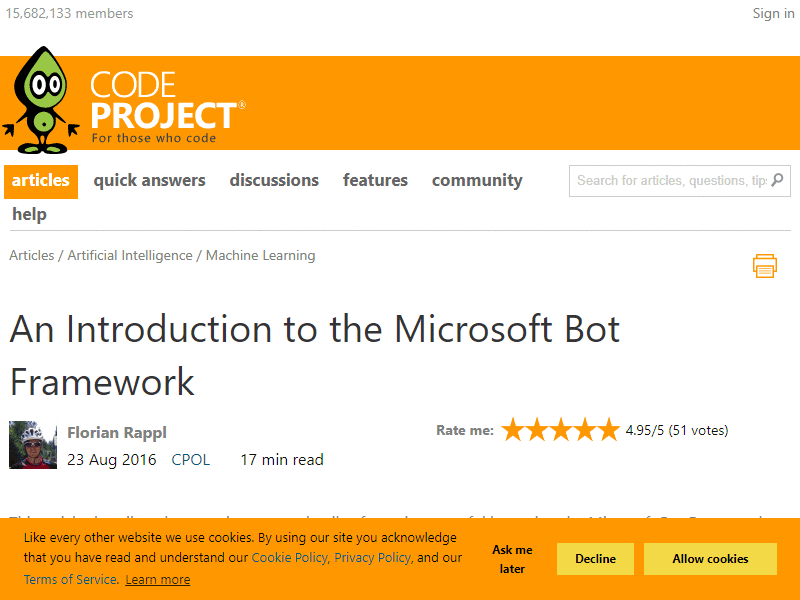 15,682,133 members
Sign in
CODE
PROJECT®
For those who code
articles quick answers discussions features community
Search for articles, questions, tips
help
Articles / Artificial Intelligence / Machine Learning
An Introduction to the Microsoft Bot
Framework
Florian Rappl
Rate me: 4.95/5 (51 votes)
23 Aug 2016 CPOL 17 min read
Like every other website we use cookies. By using our site you acknowledge
that you have read and understand our Cookie Policy, Privacy Policy, and our
Terms of Service. Learn more
Ask me
later
Decline
Allow cookies